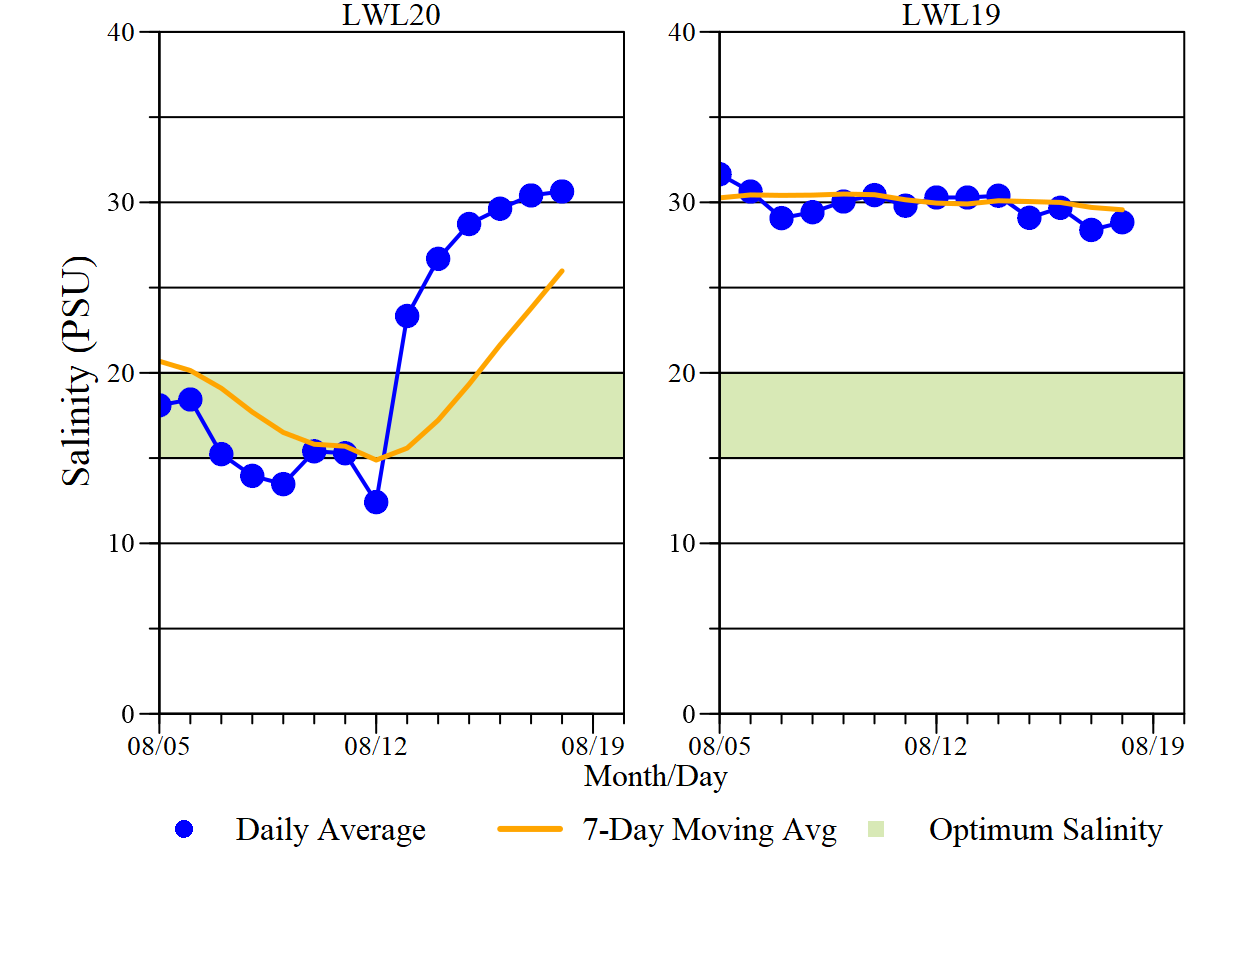 LWL20 LWL19
40 40
30 30
20 20
10 10
0 0
Salinity (PSU)
08/05 08/12 08/19 08/05 08/12 08/19
Month/Day
Daily Average 7-Day Moving Avg Optimum Salinity